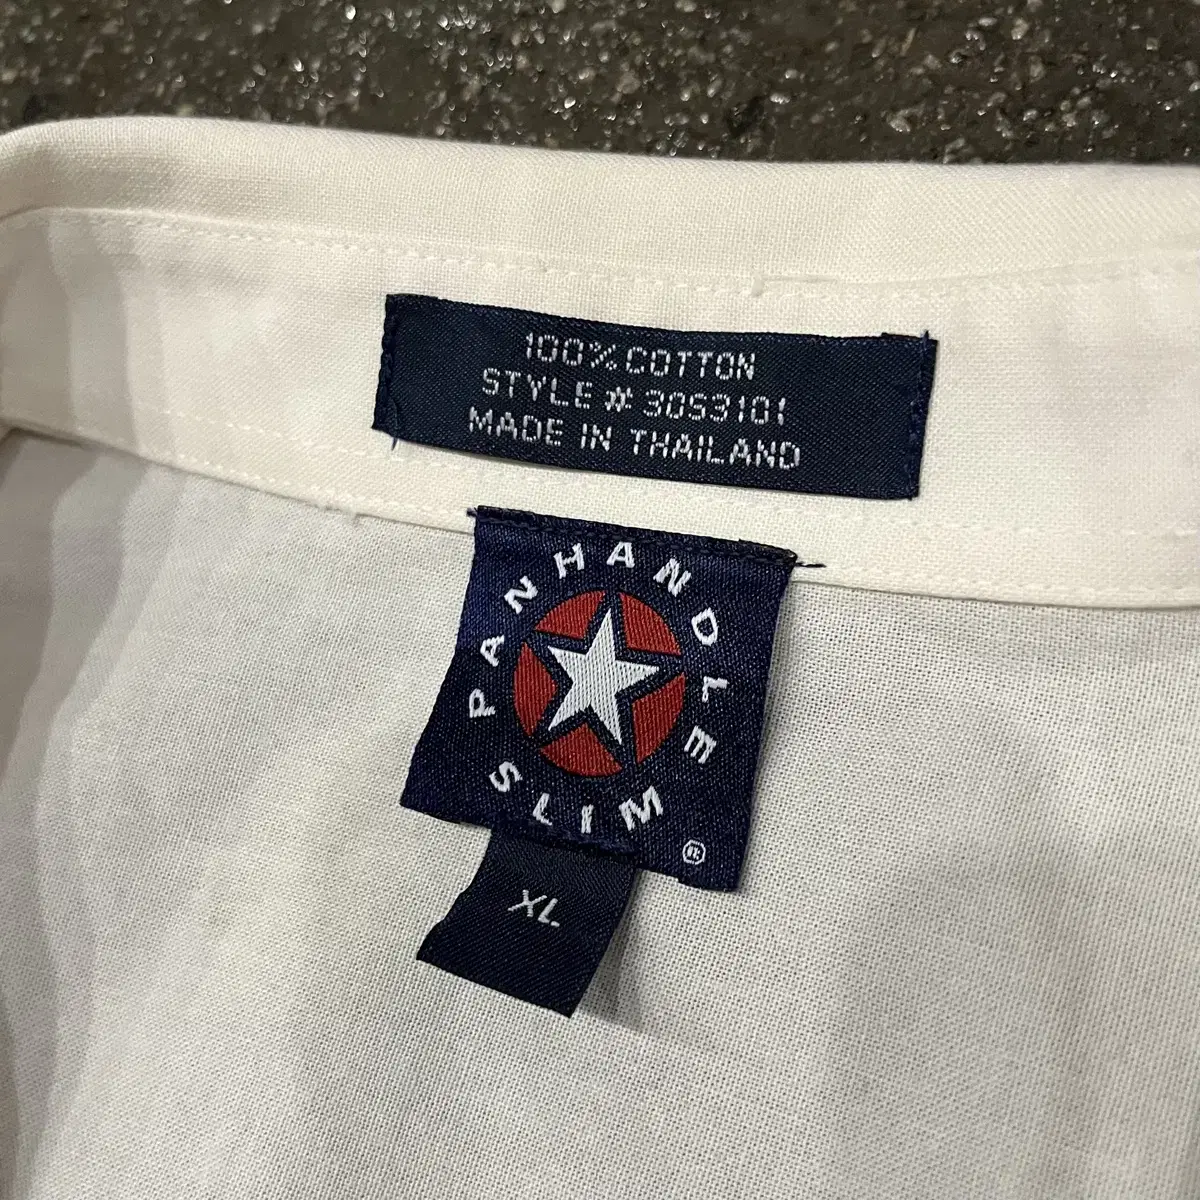 100% COTTON
STYLE # 30S3101
MADE IN THAILAND
PANHANDLE
SLIM
®
XL